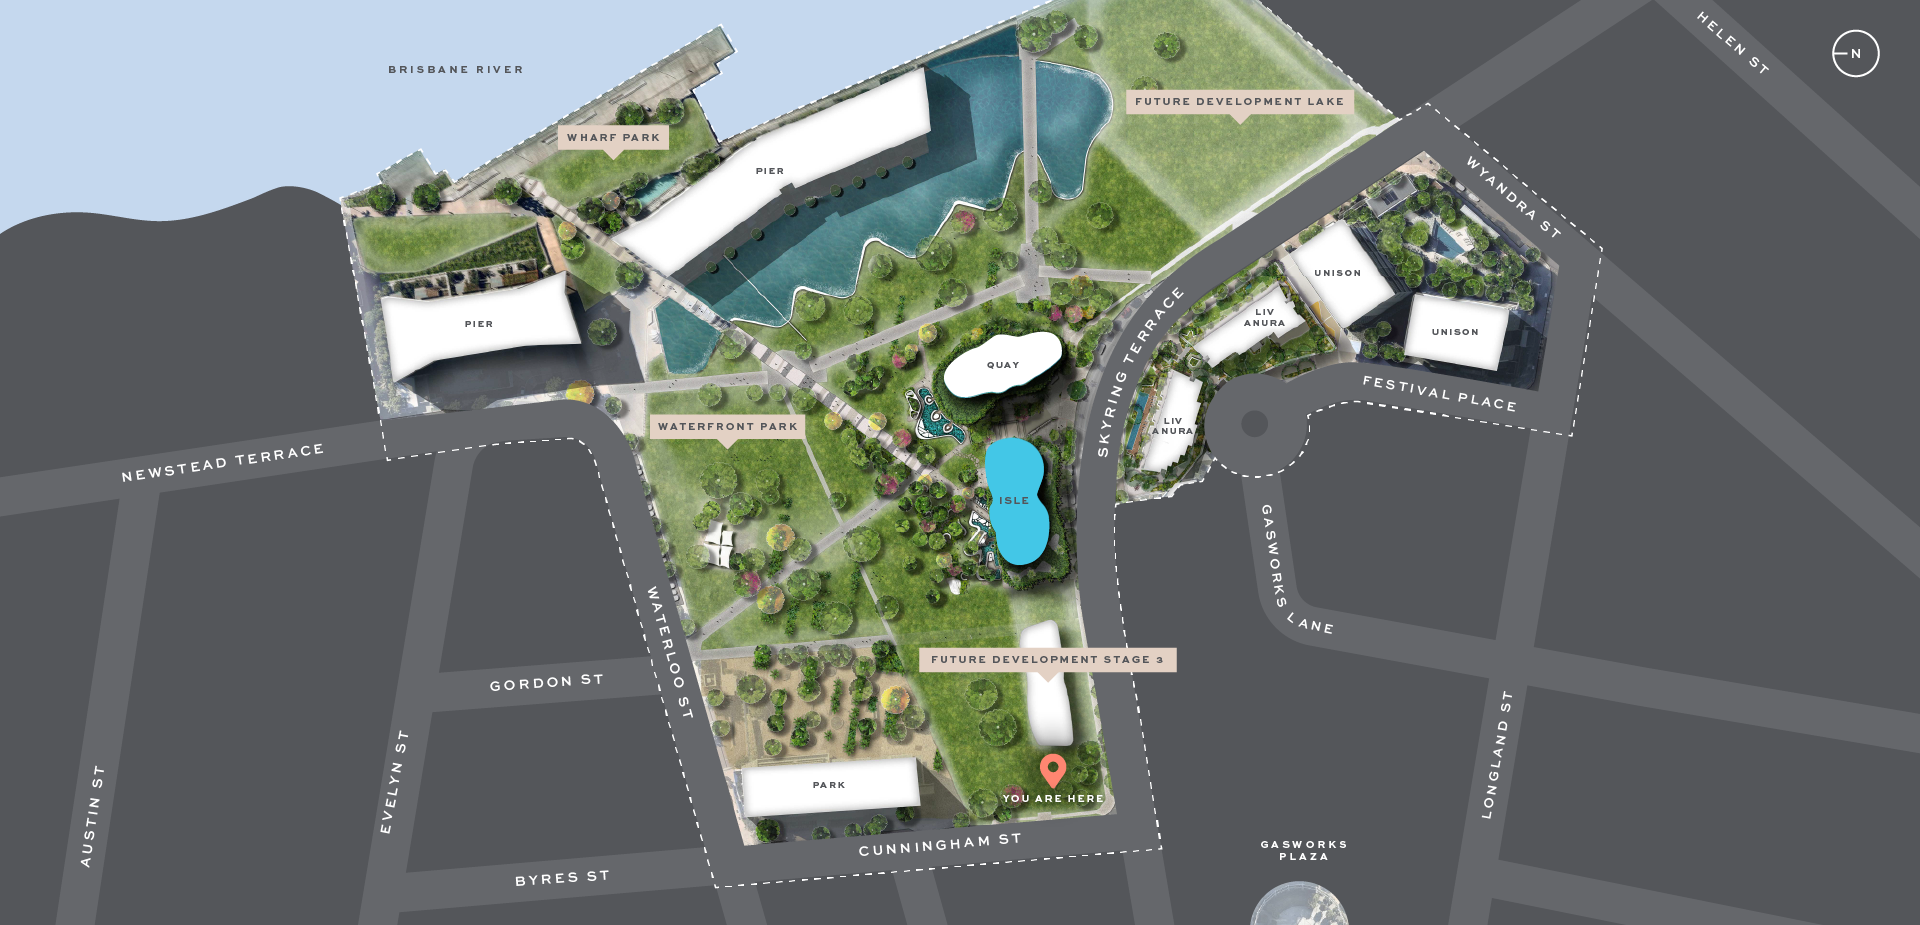 HELEN ST
N
BRISBANE RIVER
FUTURE DEVELOPMENT LAKE
WHARF PARK
PIER
WYANDRA ST
UNISON
LIV
ANURA
UNISON
PIER
SKYRING TERRACE
QUAY
FESTIVAL PLACE
WATERFRONT PARK
LIV
ANURA
NEWSTEAD TERRACE
ISLE
GASWORKS LANE
WATERLOO ST
FUTURE DEVELOPMENT STAGE 3
GORDON ST
LONGLAND ST
EVELYN ST
AUSTIN ST
PARK
YOU ARE HERE
CUNNINGHAM ST
GASWORKS
PLAZA
BYRES ST